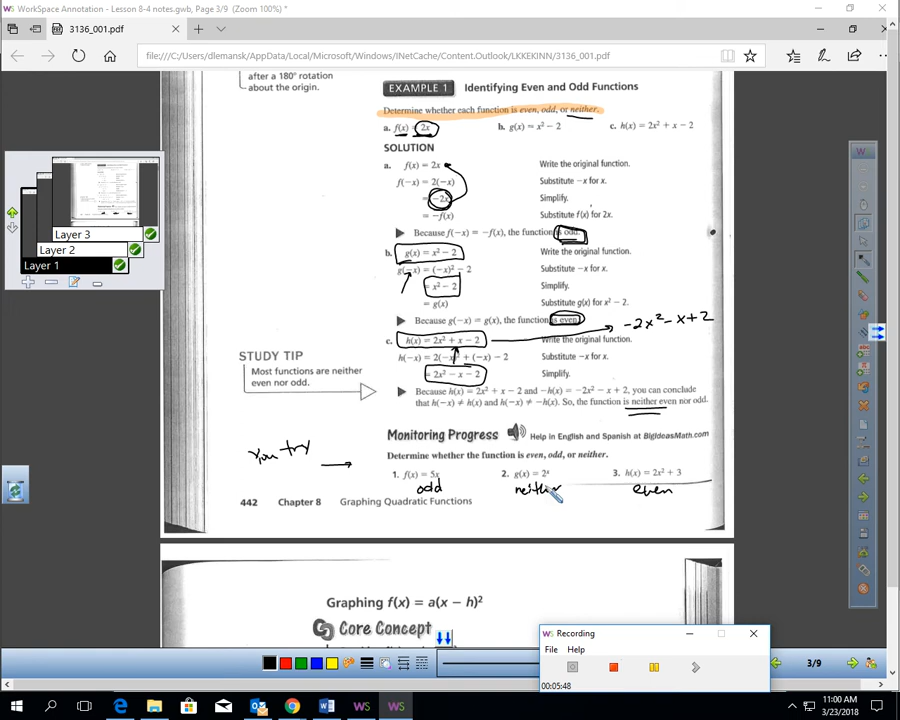 WorkSpace Annotation - Lesson 8-4 notes.gwb, Page 3/9 (Zoom 100%) *
3136_001.pdf
file:///C:/Users/dlemansk/AppData/Local/Microsoft/Windows/INetCache/Content.Outlook/LKKEKINN/3136_001.pdf
after a 180° rotation
about the origin.
EXAMPLE 1 Identifying Even and Odd Functions
Determine whether each function is even, odd, or neither.
a. f(x) = 2x b. g(x) = x² − 2 c. h(x) = 2x² + x − 2
SOLUTION
a. f(x) = 2x Write the original function.
f(−x) = 2(−x) Substitute −x for x.
= −2x Simplify.
= −f(x) Substitute f(x) for 2x.
Because f(−x) = −f(x), the function is odd.
b. g(x) = x² − 2 Write the original function.
g(−x) = (−x)² − 2 Substitute −x for x.
= x² − 2 Simplify.
= g(x) Substitute g(x) for x² − 2.
Because g(−x) = g(x), the function is even.
-2x² - x + 2
c. h(x) = 2x² + x − 2 Write the original function.
h(−x) = 2(−x)² + (−x) − 2 Substitute −x for x.
= 2x² − x − 2 Simplify.
Because h(x) = 2x² + x − 2 and −h(x) = −2x² − x + 2, you can conclude
that h(−x) ≠ h(x) and h(−x) ≠ −h(x). So, the function is neither even nor odd.
STUDY TIP
Most functions are neither
even nor odd.
Layer 3
Layer 2
Layer 1
Monitoring Progress Help in English and Spanish at BigIdeasMath.com
You try
Determine whether the function is even, odd, or neither.
1. f(x) = 5x 2. g(x) = 2ˣ 3. h(x) = 2x² + 3
odd neither even
442 Chapter 8 Graphing Quadratic Functions
Graphing f(x) = a(x − h)²
Core Concept
Recording
File Help
00:05:48
3/9
11:00 AM
3/23/2018